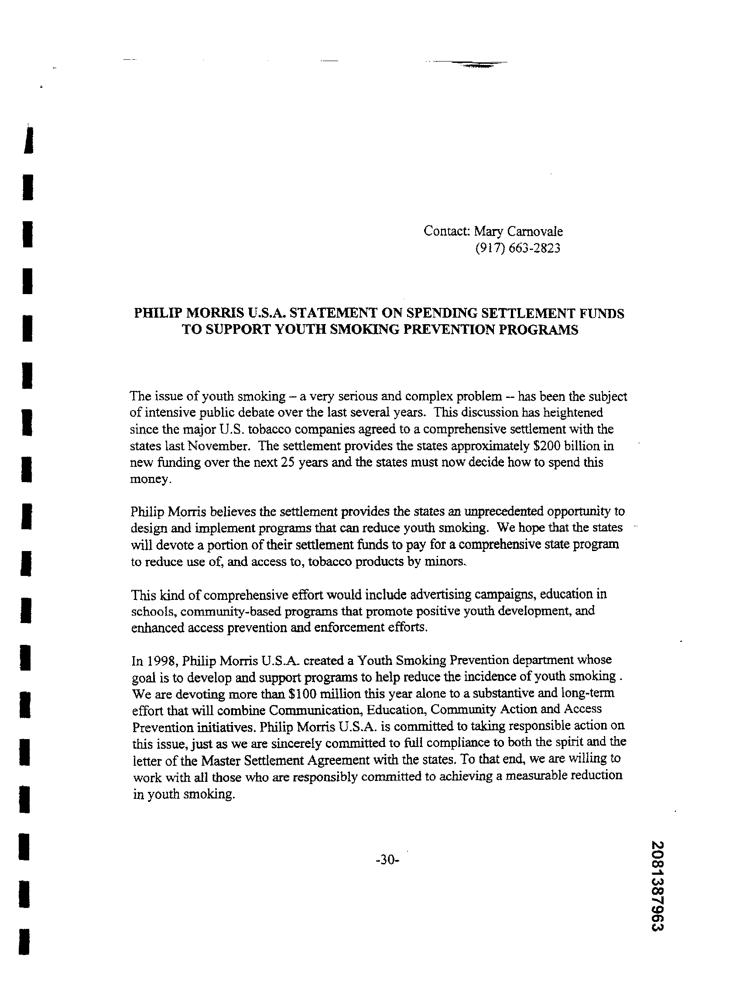 Contact: Mary Carnovale
(917) 663-2823
PHILIP MORRIS U.S.A. STATEMENT ON SPENDING SETTLEMENT FUNDS
TO SUPPORT YOUTH SMOKING PREVENTION PROGRAMS
The issue of youth smoking – a very serious and complex problem -- has been the subject
of intensive public debate over the last several years.  This discussion has heightened
since the major U.S. tobacco companies agreed to a comprehensive settlement with the
states last November.  The settlement provides the states approximately $200 billion in
new funding over the next 25 years and the states must now decide how to spend this
money.
Philip Morris believes the settlement provides the states an unprecedented opportunity to
design and implement programs that can reduce youth smoking.  We hope that the states
will devote a portion of their settlement funds to pay for a comprehensive state program
to reduce use of, and access to, tobacco products by minors.
This kind of comprehensive effort would include advertising campaigns, education in
schools, community-based programs that promote positive youth development, and
enhanced access prevention and enforcement efforts.
In 1998, Philip Morris U.S.A. created a Youth Smoking Prevention department whose
goal is to develop and support programs to help reduce the incidence of youth smoking .
We are devoting more than $100 million this year alone to a substantive and long-term
effort that will combine Communication, Education, Community Action and Access
Prevention initiatives. Philip Morris U.S.A. is committed to taking responsible action on
this issue, just as we are sincerely committed to full compliance to both the spirit and the
letter of the Master Settlement Agreement with the states. To that end, we are willing to
work with all those who are responsibly committed to achieving a measurable reduction
in youth smoking.
-30-
2081387963